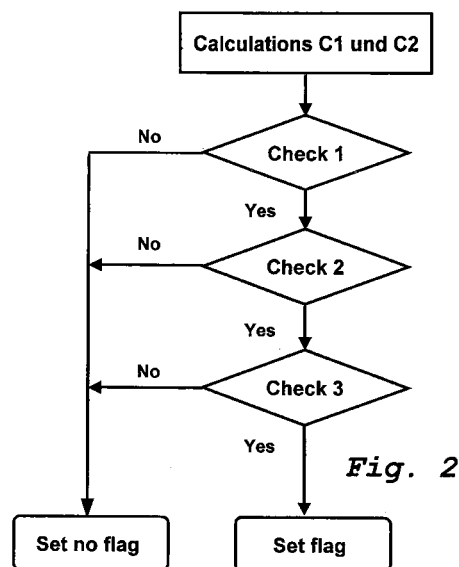 Calculations C1 und C2
No
Check 1
Yes
No
Check 2
Yes
No
Check 3
Yes
Fig. 2
Set no flag
Set flag